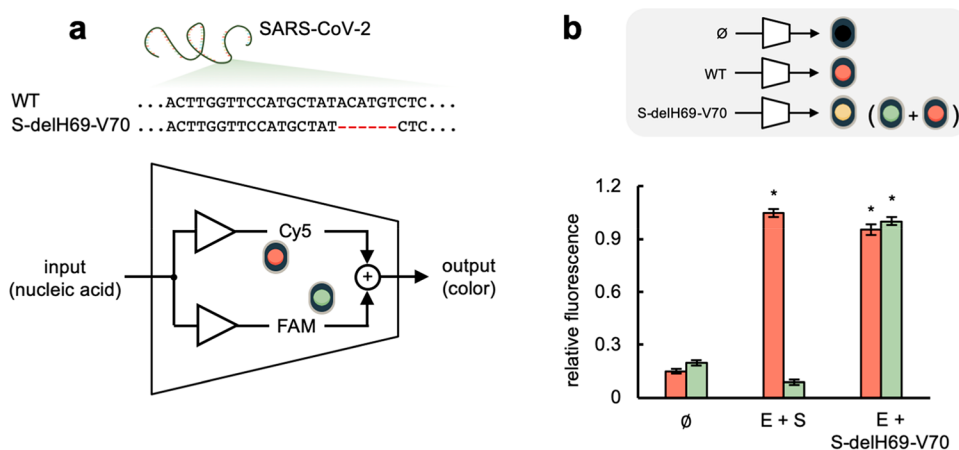 a
SARS-CoV-2
WT ...ACTTGGTTCCATGCTATACATGTCTC...
S-delH69-V70 ...ACTTGGTTCCATGCTAT------CTC...
input
(nucleic acid)
Cy5
FAM
+
output
(color)
b
Ø
WT
S-delH69-V70 ( + )
relative fluorescence
1.2
0.9
0.6
0.3
0
*
* *
Ø
E + S
E +
S-delH69-V70